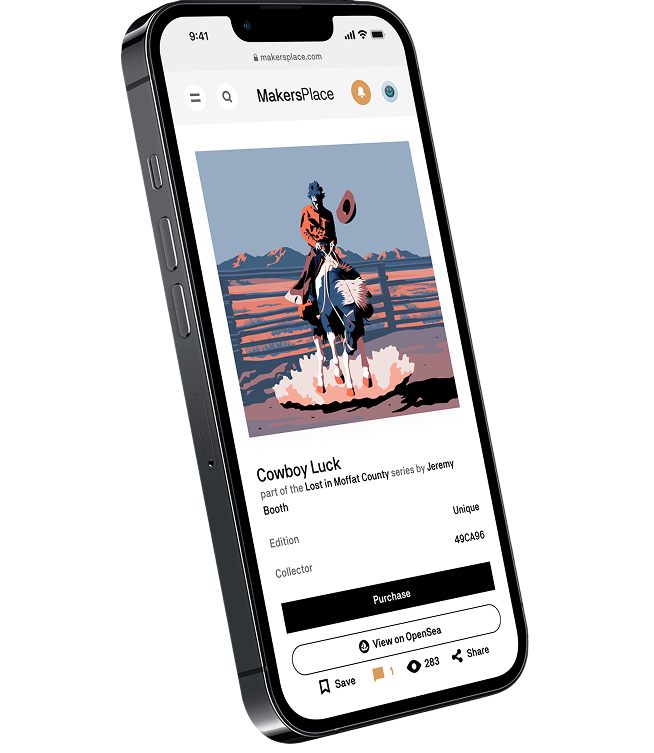 9:41
makersplace.com
MakersPlace
Cowboy Luck
part of the Lost in Moffat County series by Jeremy
Booth
Edition Unique
Collector 49CA96
Purchase
View on OpenSea
Save 1 283 Share